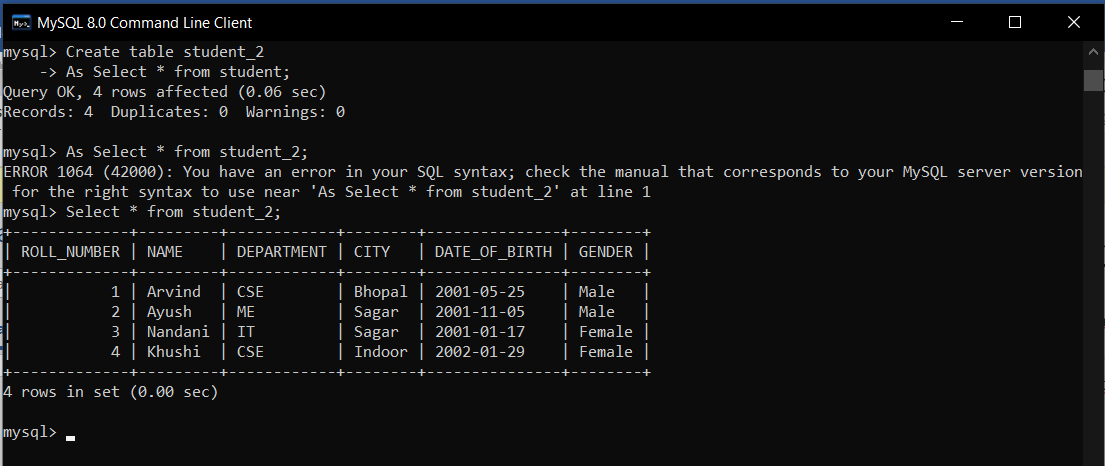 MySQL 8.0 Command Line Client
mysql> Create table student_2
    -> As Select * from student;
Query OK, 4 rows affected (0.06 sec)
Records: 4  Duplicates: 0  Warnings: 0

mysql> As Select * from student_2;
ERROR 1064 (42000): You have an error in your SQL syntax; check the manual that corresponds to your MySQL server version
 for the right syntax to use near 'As Select * from student_2' at line 1
mysql> Select * from student_2;
+-------------+---------+------------+--------+---------------+--------+
| ROLL_NUMBER | NAME    | DEPARTMENT | CITY   | DATE_OF_BIRTH | GENDER |
+-------------+---------+------------+--------+---------------+--------+
|           1 | Arvind  | CSE        | Bhopal | 2001-05-25    | Male   |
|           2 | Ayush   | ME         | Sagar  | 2001-11-05    | Male   |
|           3 | Nandani | IT         | Sagar  | 2001-01-17    | Female |
|           4 | Khushi  | CSE        | Indoor | 2002-01-29    | Female |
+-------------+---------+------------+--------+---------------+--------+
4 rows in set (0.00 sec)

mysql>